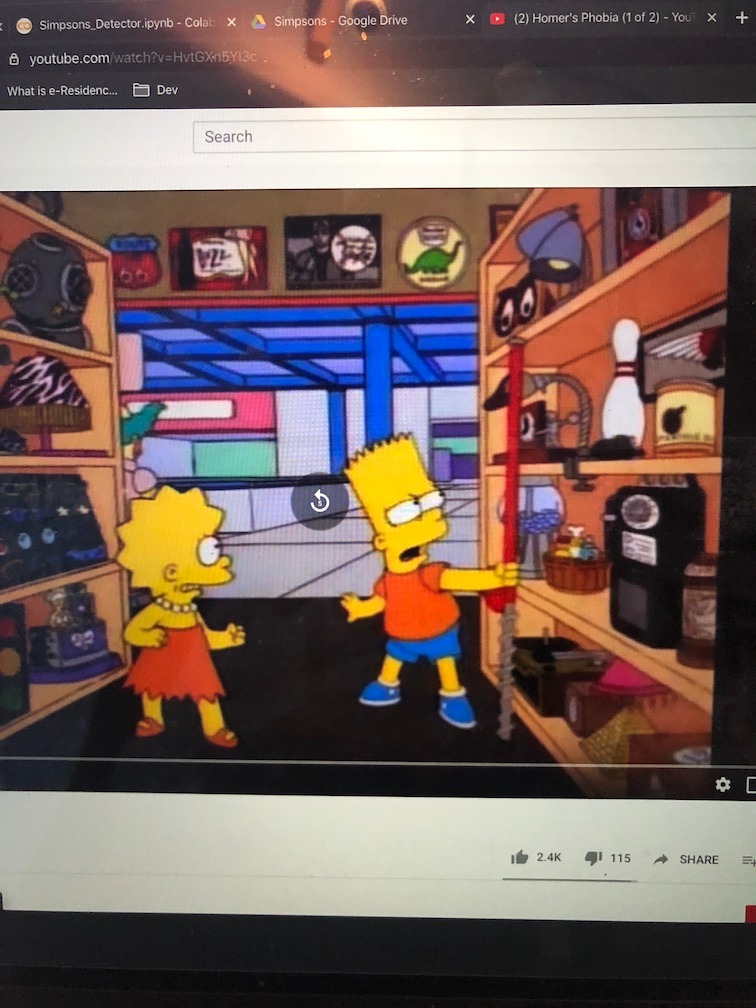 Simpsons_Detector.ipynb - Colab
Simpsons - Google Drive
(2) Homer's Phobia (1 of 2) - You
youtube.com/watch?v=HvtGXn5YI3c
What is e-Residenc...
Dev
Search
5
2.4K
115
SHARE